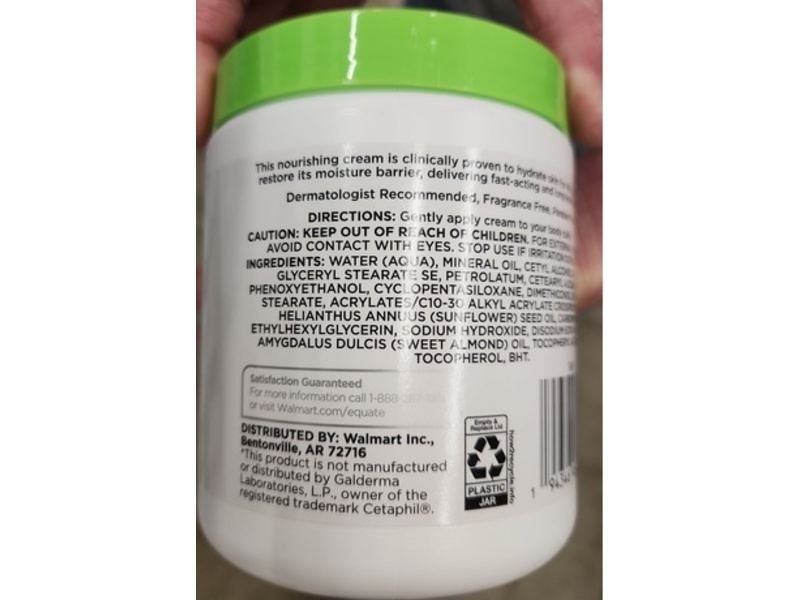 This nourishing cream is clinically proven to hydrate skin
restore its moisture barrier, delivering fast-acting and
Dermatologist Recommended, Fragrance Free,
DIRECTIONS: Gently apply cream to your body
CAUTION: KEEP OUT OF REACH OF CHILDREN. FOR EXTERNAL
AVOID CONTACT WITH EYES. STOP USE IF IRRITATION
INGREDIENTS: WATER (AQUA), MINERAL OIL, CETYL ALCOHOL,
GLYCERYL STEARATE SE, PETROLATUM, CETEARYL
PHENOXYETHANOL, CYCLOPENTASILOXANE, DIMETHICONOL,
STEARATE, ACRYLATES/C10-30 ALKYL ACRYLATE
HELIANTHUS ANNUUS (SUNFLOWER) SEED OIL,
ETHYLHEXYLGLYCERIN, SODIUM HYDROXIDE, DISODIUM
AMYGDALUS DULCIS (SWEET ALMOND) OIL, TOCOPHERYL
TOCOPHEROL, BHT.
Satisfaction Guaranteed
For more information call 1-888
or visit Walmart.com/equate
DISTRIBUTED BY: Walmart Inc.,
Bentonville, AR 72716
*This product is not manufactured
or distributed by Galderma
Laboratories, L.P., owner of the
registered trademark Cetaphil®.
Empty &
Replace Lid
PLASTIC
JAR
how2recycle.info
1